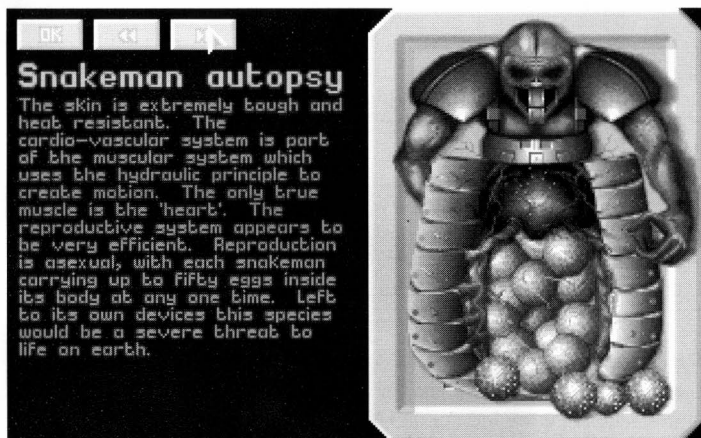 OK
Snakeman autopsy
The skin is extremely tough and
heat resistant. The
cardio-vascular system is part
of the muscular system which
uses the hydraulic principle to
create motion. The only true
muscle is the 'heart'. The
reproductive system appears to
be very efficient. Reproduction
is asexual, with each snakeman
carrying up to fifty eggs inside
its body at any one time. Left
to its own devices this species
would be a severe threat to
life on earth.